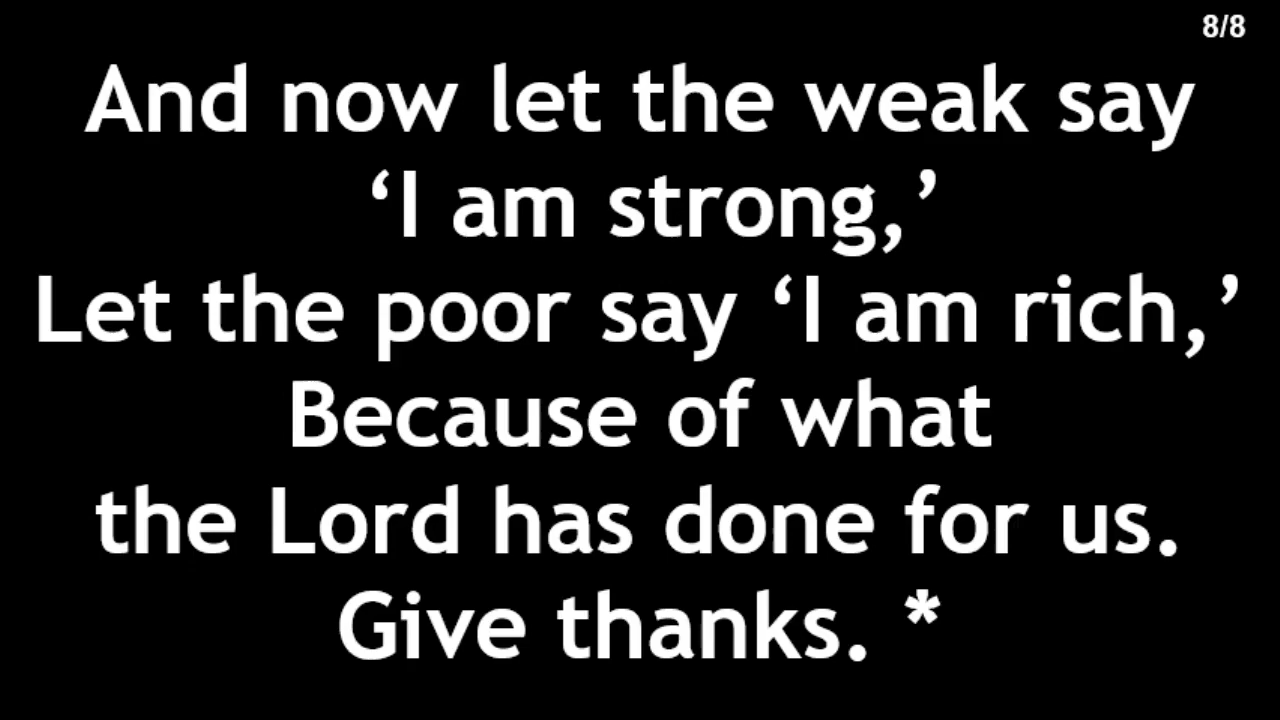 8/8
And now let the weak say
‘I am strong,’
Let the poor say ‘I am rich,’
Because of what
the Lord has done for us.
Give thanks. *